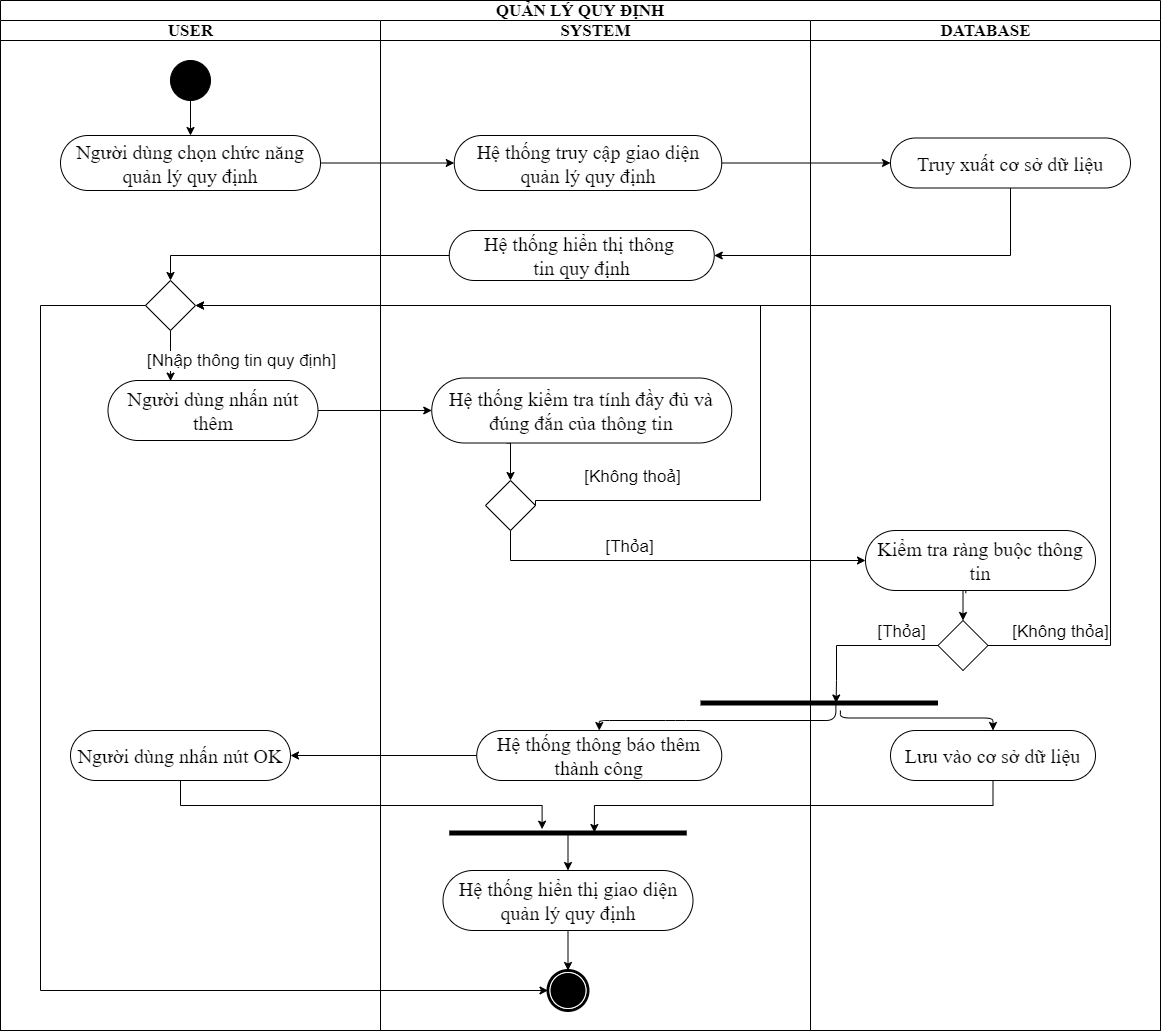 QUẢN LÝ QUY ĐỊNH
USER
SYSTEM
DATABASE
Người dùng chọn chức năng
quản lý quy định
Hệ thống truy cập giao diện
quản lý quy định
Truy xuất cơ sở dữ liệu
Hệ thống hiển thị thông
tin quy định
[Nhập thông tin quy định]
Người dùng nhấn nút
thêm
Hệ thống kiểm tra tính đầy đủ và
đúng đắn của thông tin
[Không thoả]
[Thỏa]
Kiểm tra ràng buộc thông
tin
[Thỏa]
[Không thỏa]
Người dùng nhấn nút OK
Hệ thống thông báo thêm
thành công
Lưu vào cơ sở dữ liệu
Hệ thống hiển thị giao diện
quản lý quy định